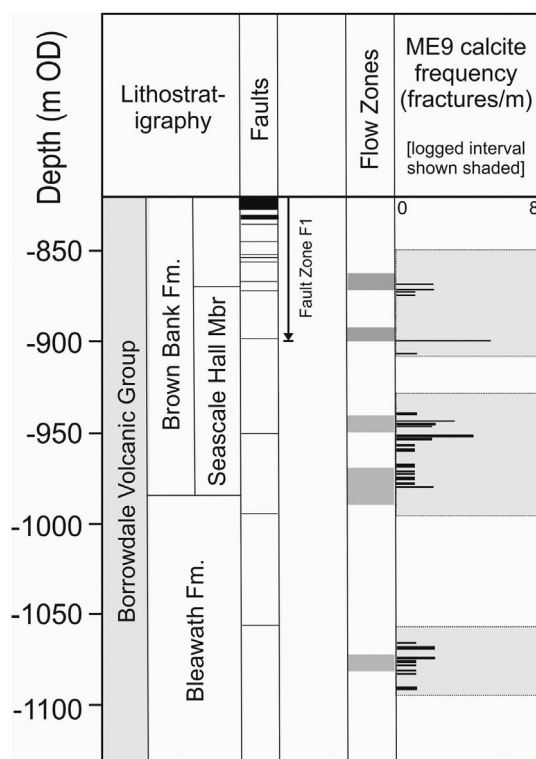 Depth (m OD)
Lithostrat-
igraphy
Faults
Flow Zones
ME9 calcite
frequency
(fractures/m)
[logged interval
shown shaded]
0
8
-850
-900
-950
-1000
-1050
-1100
Borrowdale Volcanic Group
Brown Bank Fm.
Seascale Hall Mbr
Bleawath Fm.
Fault Zone F1